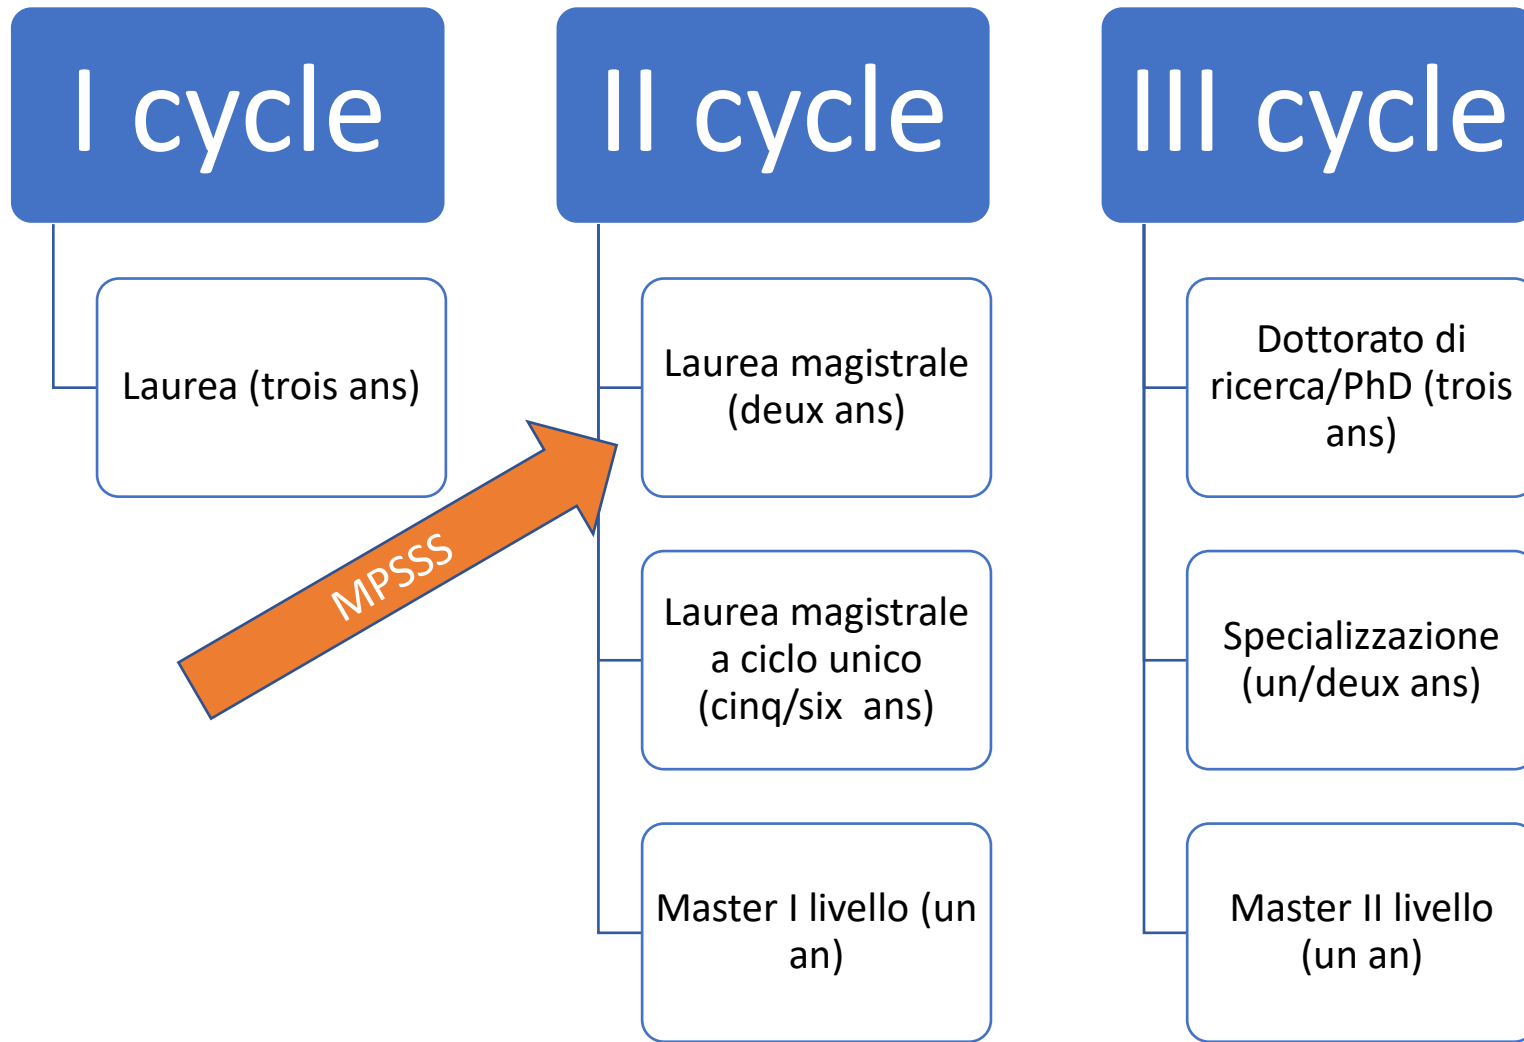 I cycle
Laurea (trois ans)
MPSSS
II cycle
Laurea magistrale
(deux ans)
Laurea magistrale
a ciclo unico
(cinq/six  ans)
Master I livello (un
an)
III cycle
Dottorato di
ricerca/PhD (trois
ans)
Specializzazione
(un/deux ans)
Master II livello
(un an)